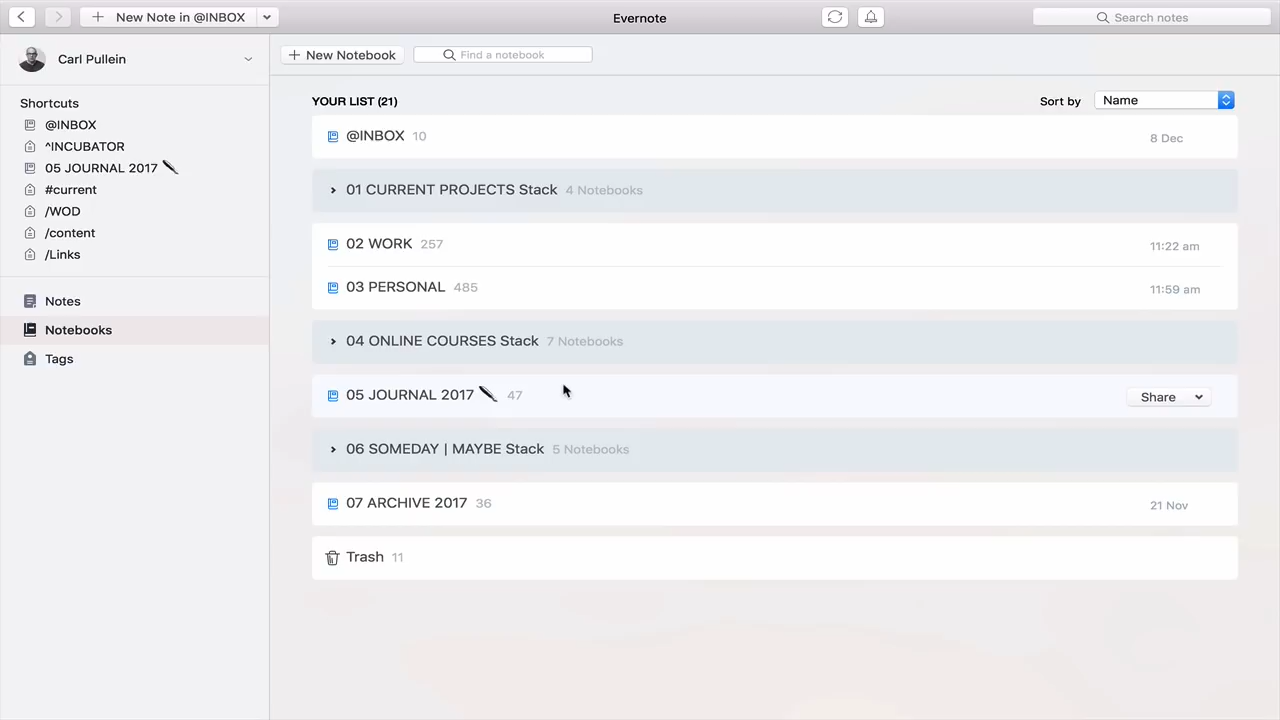 New Note in @INBOX
Evernote
Search notes
Carl Pullein
New Notebook
Find a notebook
Shortcuts
@INBOX
^INCUBATOR
05 JOURNAL 2017
#current
/WOD
/content
/Links
Notes
Notebooks
Tags
YOUR LIST (21)
Sort by Name
@INBOX 10 8 Dec
01 CURRENT PROJECTS Stack 4 Notebooks
02 WORK 257 11:22 am
03 PERSONAL 485 11:59 am
04 ONLINE COURSES Stack 7 Notebooks
05 JOURNAL 2017 47 Share
06 SOMEDAY | MAYBE Stack 5 Notebooks
07 ARCHIVE 2017 36 21 Nov
Trash 11